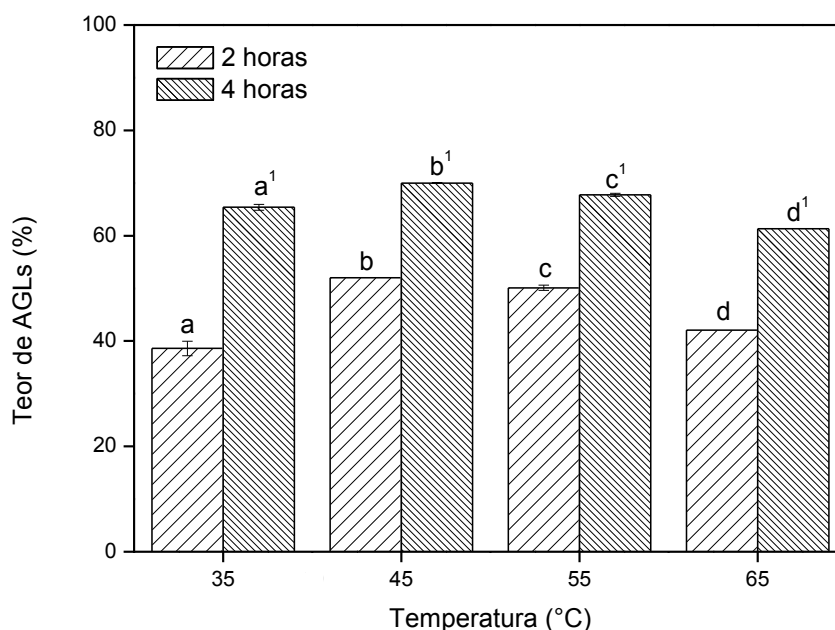 100
80
60
40
20
0
Teor de AGLs (%)
2 horas
4 horas
a
a¹
b
b¹
c
c¹
d
d¹
35
45
55
65
Temperatura (°C)